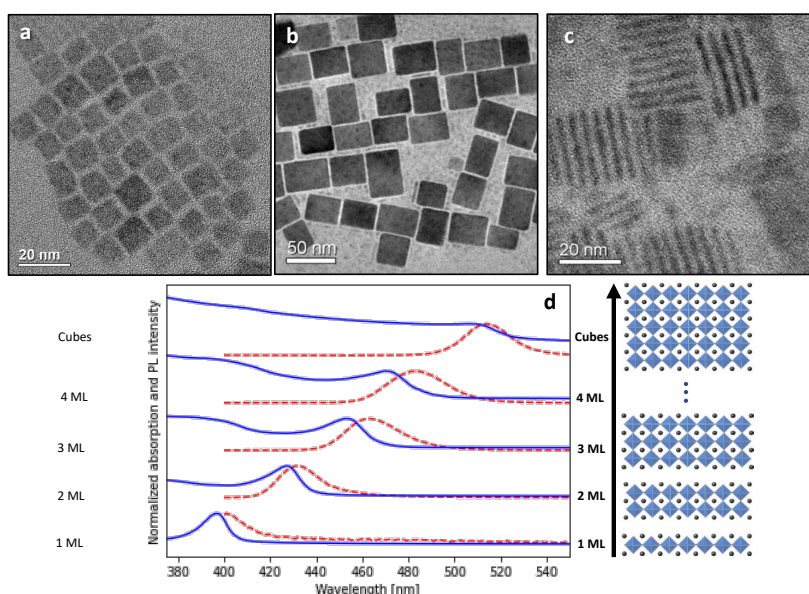 a
b
c
20 nm
50 nm
20 nm
d
Normalized absorption and PL intensity
Cubes
4 ML
3 ML
2 ML
1 ML
Cubes
4 ML
3 ML
2 ML
1 ML
380 400 420 440 460 480 500 520 540
Wavelength [nm]